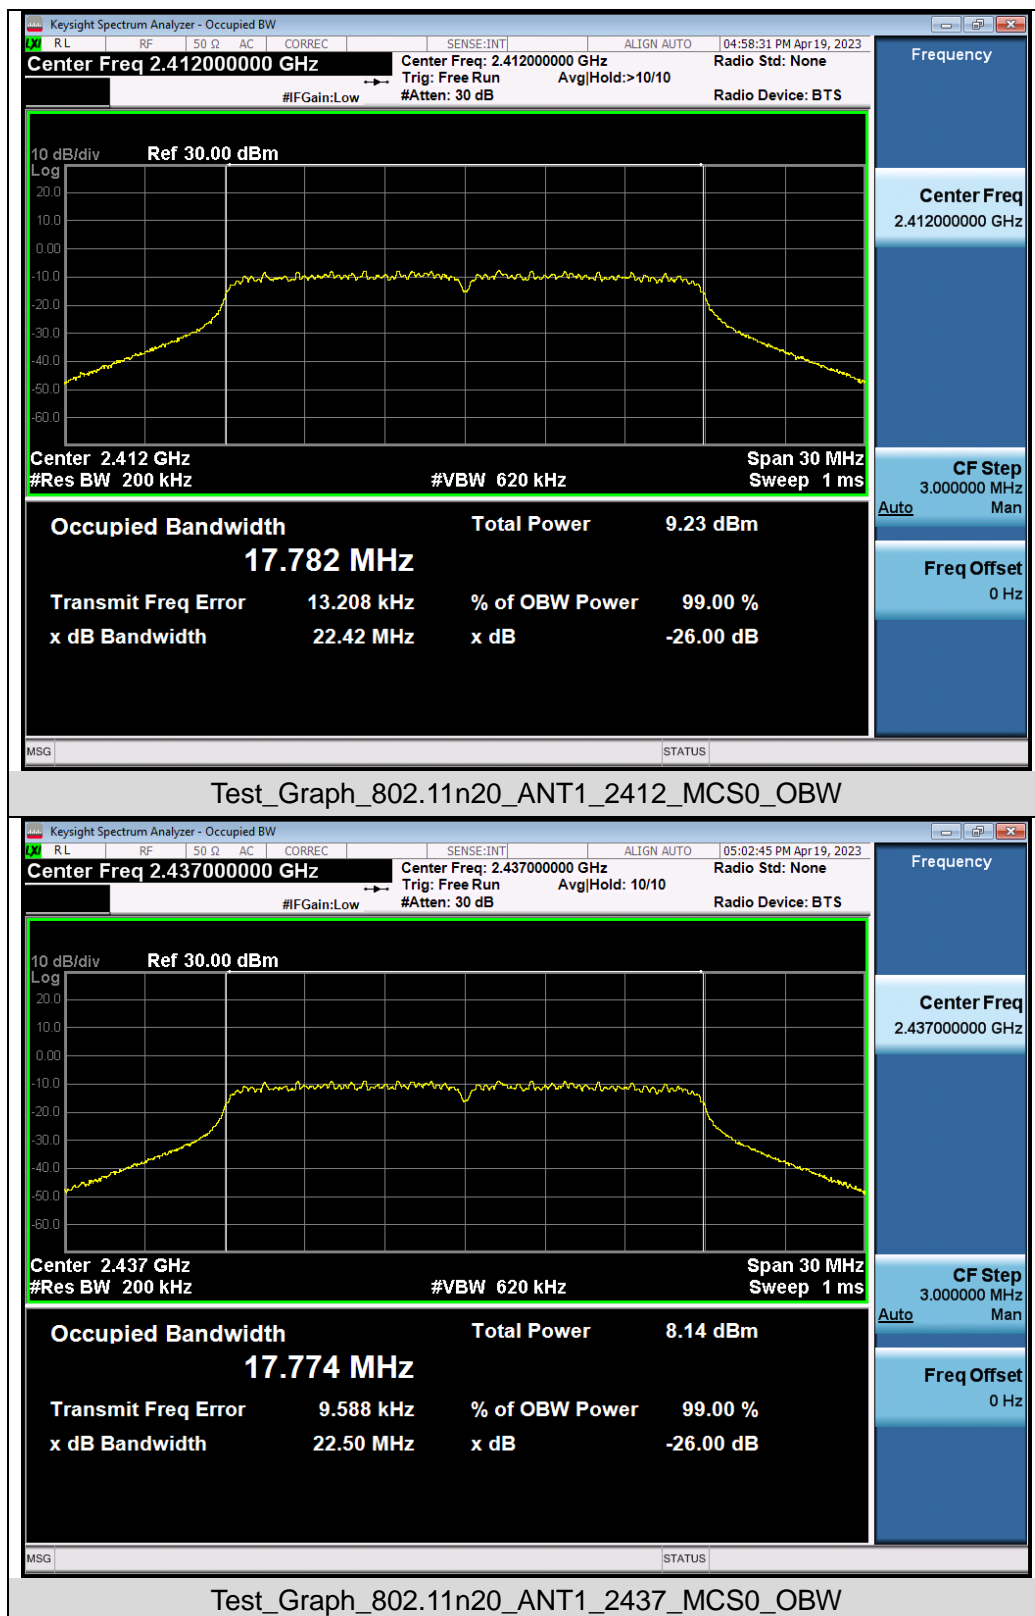 Keysight Spectrum Analyzer - Occupied BW
LXI RL RF 50 Ω AC CORREC SENSE:INT ALIGN AUTO 04:58:31 PM Apr 19, 2023
Center Freq 2.412000000 GHz
Center Freq: 2.412000000 GHz Radio Std: None
Trig: Free Run Avg|Hold:>10/10
#IFGain:Low #Atten: 30 dB Radio Device: BTS
10 dB/div Ref 30.00 dBm
Log
20.0
10.0
0.00
-10.0
-20.0
-30.0
-40.0
-50.0
-60.0
Center 2.412 GHz Span 30 MHz
#Res BW 200 kHz #VBW 620 kHz Sweep 1 ms
Occupied Bandwidth Total Power 9.23 dBm
17.782 MHz
Transmit Freq Error 13.208 kHz % of OBW Power 99.00 %
x dB Bandwidth 22.42 MHz x dB -26.00 dB
MSG STATUS
Frequency
Center Freq
2.412000000 GHz
CF Step
3.000000 MHz
Auto Man
Freq Offset
0 Hz
Test_Graph_802.11n20_ANT1_2412_MCS0_OBW
Keysight Spectrum Analyzer - Occupied BW
LXI RL RF 50 Ω AC CORREC SENSE:INT ALIGN AUTO 05:02:45 PM Apr 19, 2023
Center Freq 2.437000000 GHz
Center Freq: 2.437000000 GHz Radio Std: None
Trig: Free Run Avg|Hold: 10/10
#IFGain:Low #Atten: 30 dB Radio Device: BTS
10 dB/div Ref 30.00 dBm
Log
20.0
10.0
0.00
-10.0
-20.0
-30.0
-40.0
-50.0
-60.0
Center 2.437 GHz Span 30 MHz
#Res BW 200 kHz #VBW 620 kHz Sweep 1 ms
Occupied Bandwidth Total Power 8.14 dBm
17.774 MHz
Transmit Freq Error 9.588 kHz % of OBW Power 99.00 %
x dB Bandwidth 22.50 MHz x dB -26.00 dB
MSG STATUS
Frequency
Center Freq
2.437000000 GHz
CF Step
3.000000 MHz
Auto Man
Freq Offset
0 Hz
Test_Graph_802.11n20_ANT1_2437_MCS0_OBW